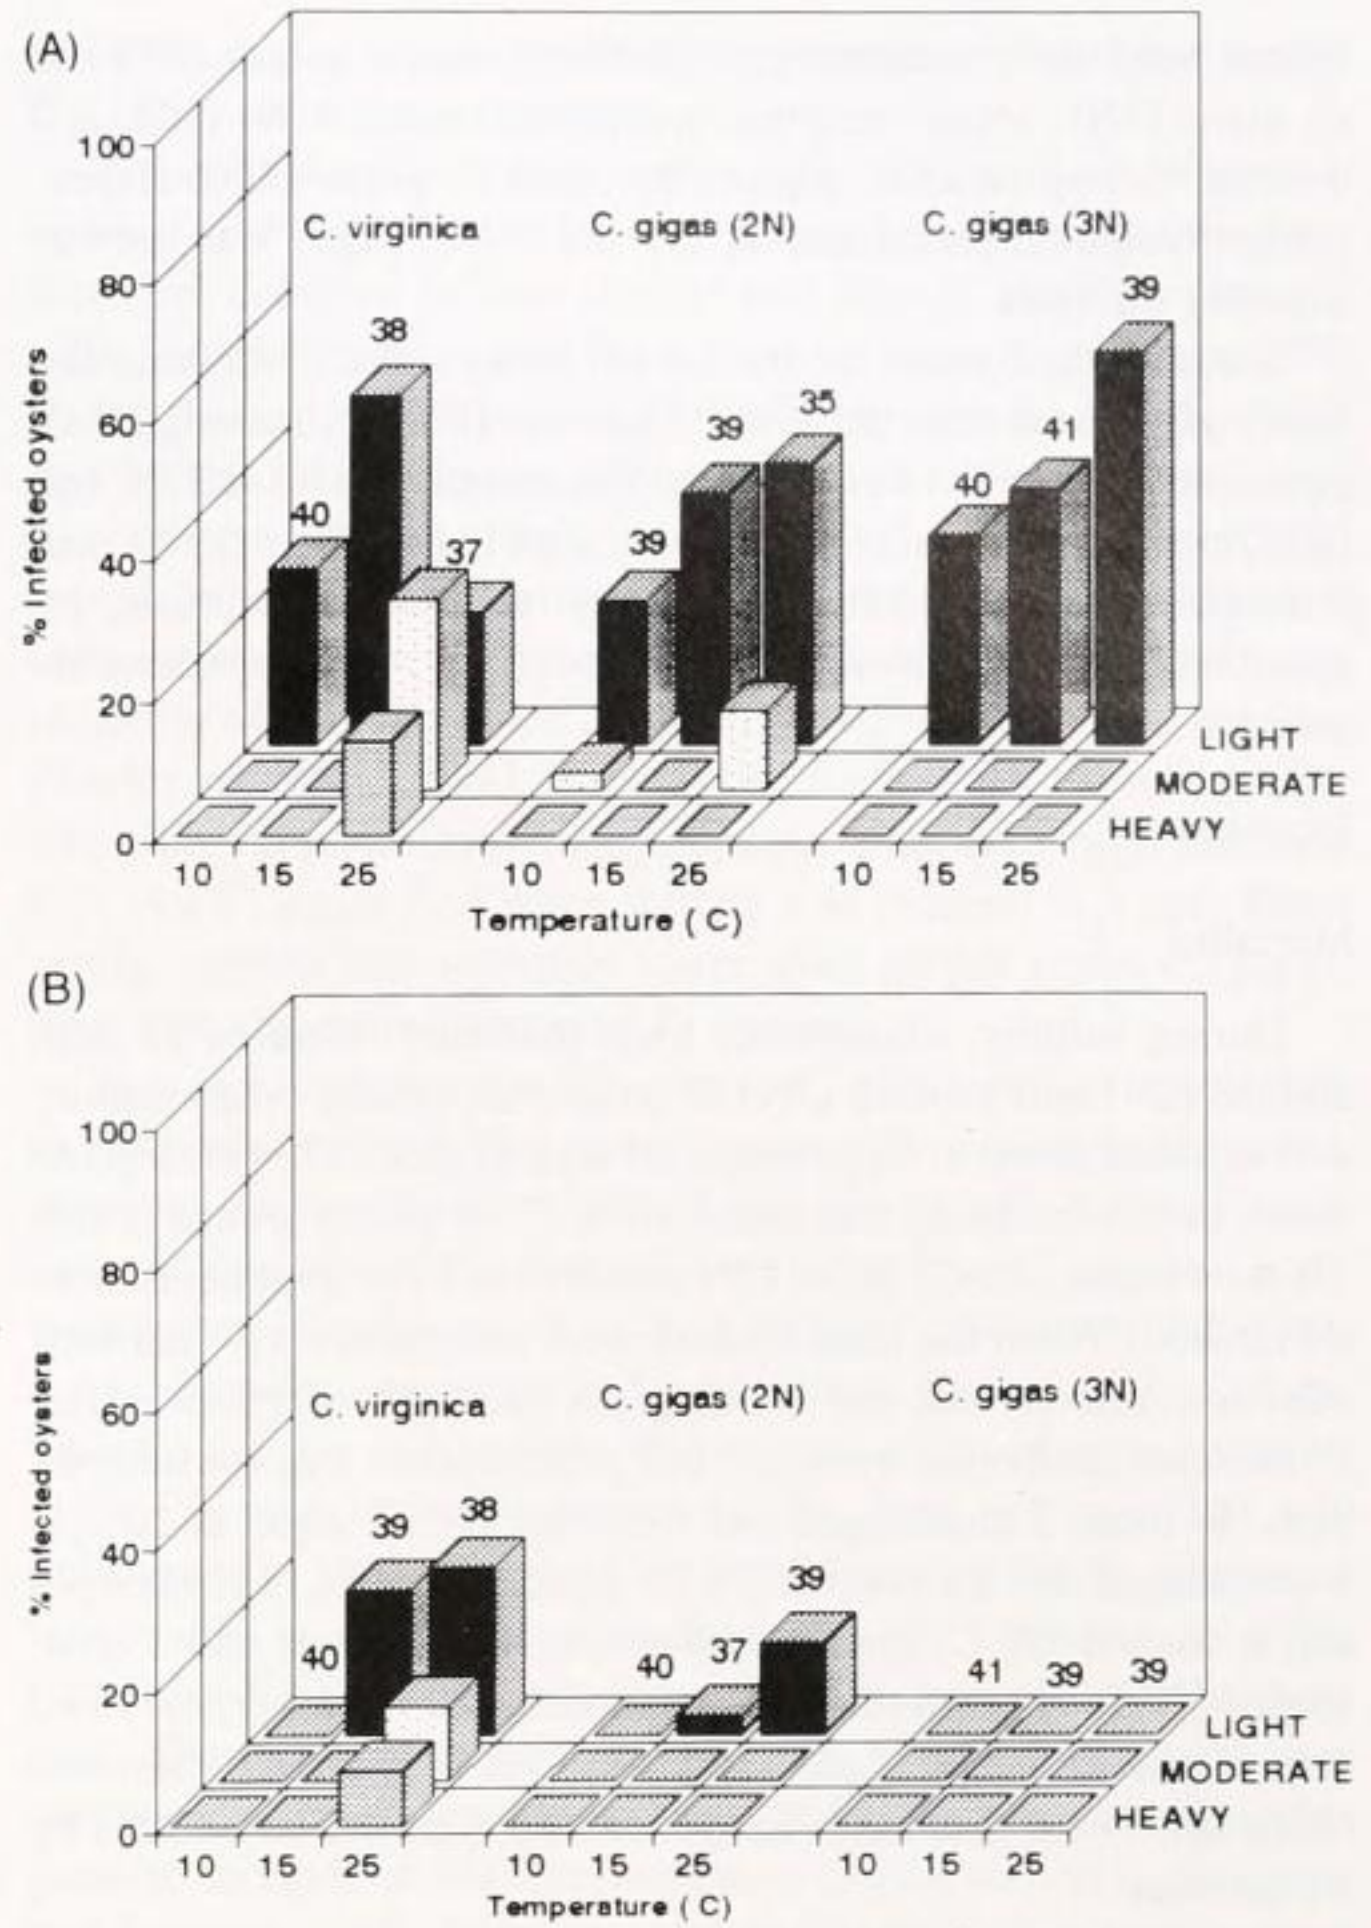 (A)
100
80
60
40
20
0
% Infected oysters
C. virginica C. gigas (2N) C. gigas (3N)
40 38 37 39 39 35 40 41 39
LIGHT
MODERATE
HEAVY
10 15 25 10 15 25 10 15 25
Temperature ( C)
(B)
100
80
60
40
20
0
% Infected oysters
C. virginica C. gigas (2N) C. gigas (3N)
40 39 38 40 37 39 41 39 39
LIGHT
MODERATE
HEAVY
10 15 25 10 15 25 10 15 25
Temperature ( C)